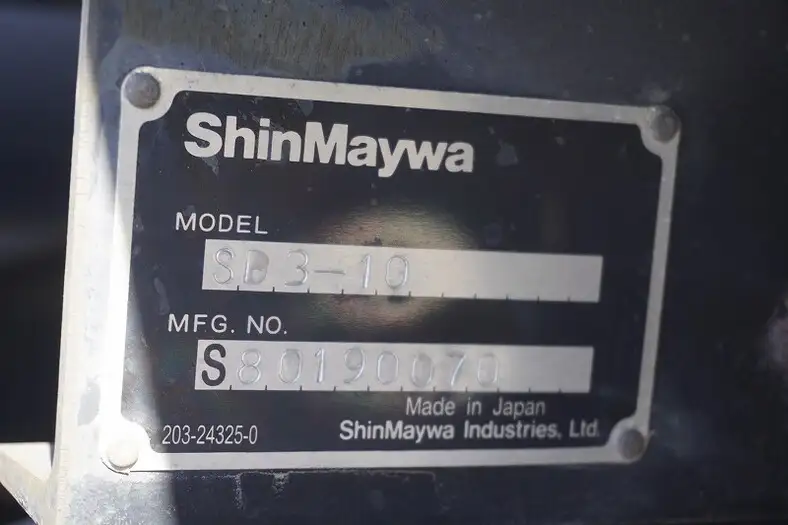 ShinMaywa
MODEL
SD3-10
MFG. NO.
S80190070
Made in Japan
203-24325-0
ShinMaywa Industries, Ltd.